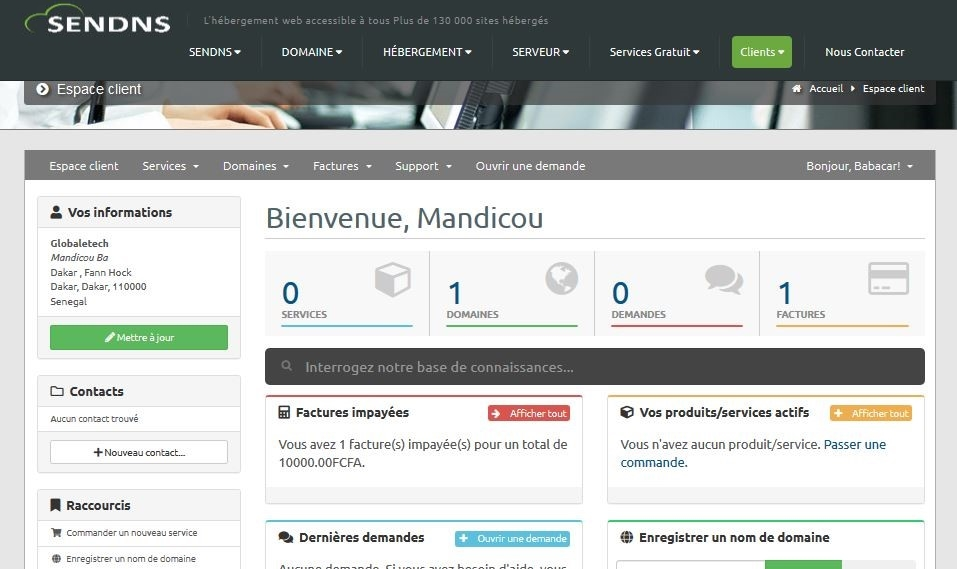 SENDNS
L'hébergement web accessible à tous Plus de 130 000 sites hébergés
SENDNS DOMAINE HÉBERGEMENT SERVEUR Services Gratuit Clients Nous Contacter
Espace client
Accueil Espace client
Espace client Services Domaines Factures Support Ouvrir une demande Bonjour, Babacar!
Vos informations
Globaletech
Mandicou Ba
Dakar , Fann Hock
Dakar, Dakar, 110000
Senegal
Mettre à jour
Contacts
Aucun contact trouvé
Nouveau contact...
Raccourcis
Commander un nouveau service
Enregistrer un nom de domaine
Bienvenue, Mandicou
0
SERVICES
1
DOMAINES
0
DEMANDES
1
FACTURES
Interrogez notre base de connaissances...
Factures impayées
Afficher tout
Vous avez 1 facture(s) impayée(s) pour un total de
10000.00FCFA.
Vos produits/services actifs
Afficher tout
Vous n'avez aucun produit/service. Passer une
commande.
Dernières demandes
Ouvrir une demande
Aucune demande. Si vous avez besoin d'aide, vous
Enregistrer un nom de domaine